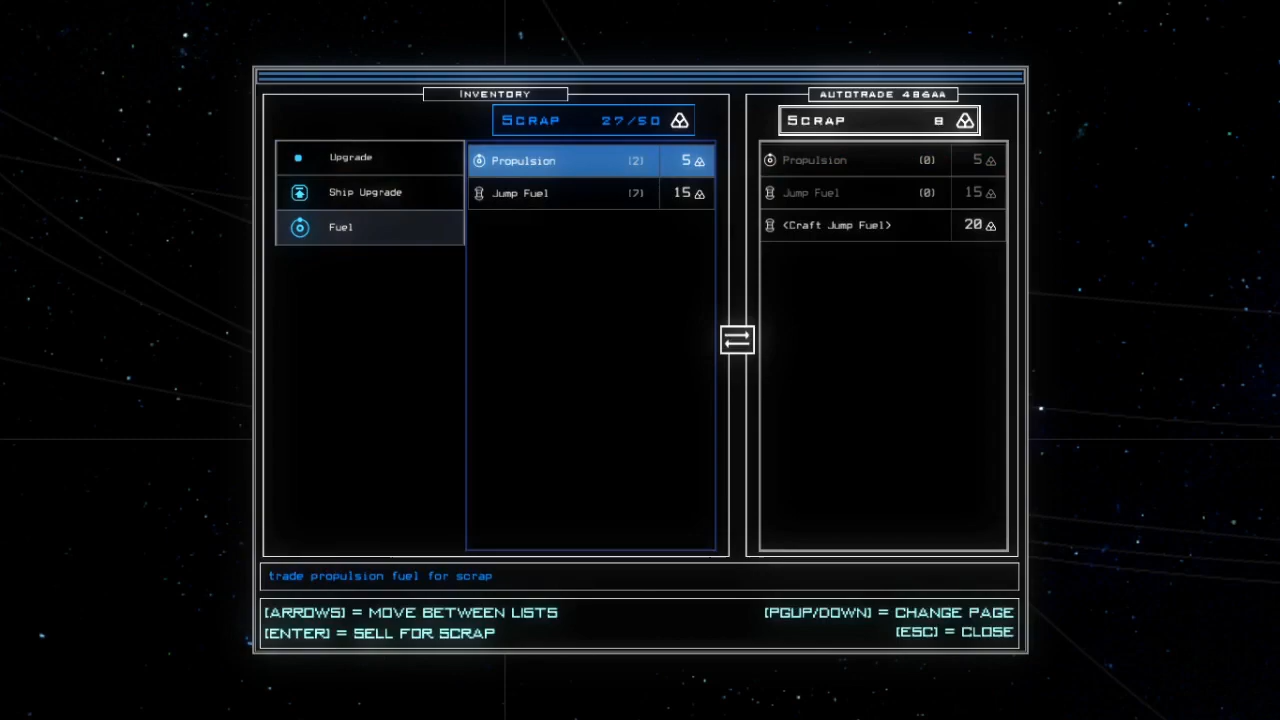 INVENTORY
SCRAP 27/50
Upgrade
Ship Upgrade
Fuel
Propulsion (2) 5
Jump Fuel (7) 15
AUTOTRADE 486AA
SCRAP 8
Propulsion (0) 5
Jump Fuel (0) 15
<Craft Jump Fuel> 20
trade propulsion fuel for scrap
[ARROWS] = MOVE BETWEEN LISTS
[ENTER] = SELL FOR SCRAP
[PGUP/DOWN] = CHANGE PAGE
[ESC] = CLOSE